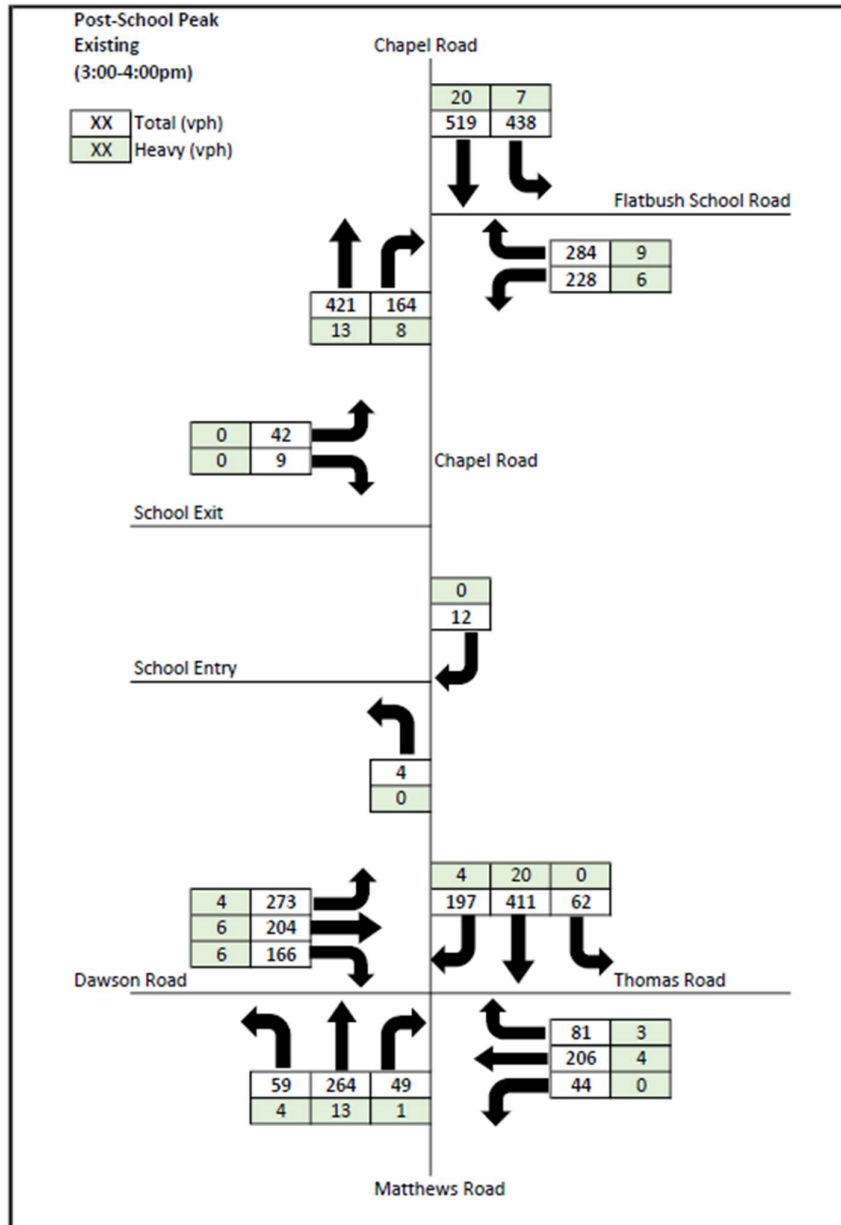 Post-School Peak
Existing
(3:00-4:00pm)
Chapel Road
XX Total (vph)
XX Heavy (vph)
20 7
519 438
Flatbush School Road
284 9
228 6
421 164
13 8
0 42
0 9
Chapel Road
School Exit
0
12
School Entry
4
0
4 20 0
197 411 62
4 273
6 204
6 166
Dawson Road
Thomas Road
81 3
206 4
44 0
59 264 49
4 13 1
Matthews Road